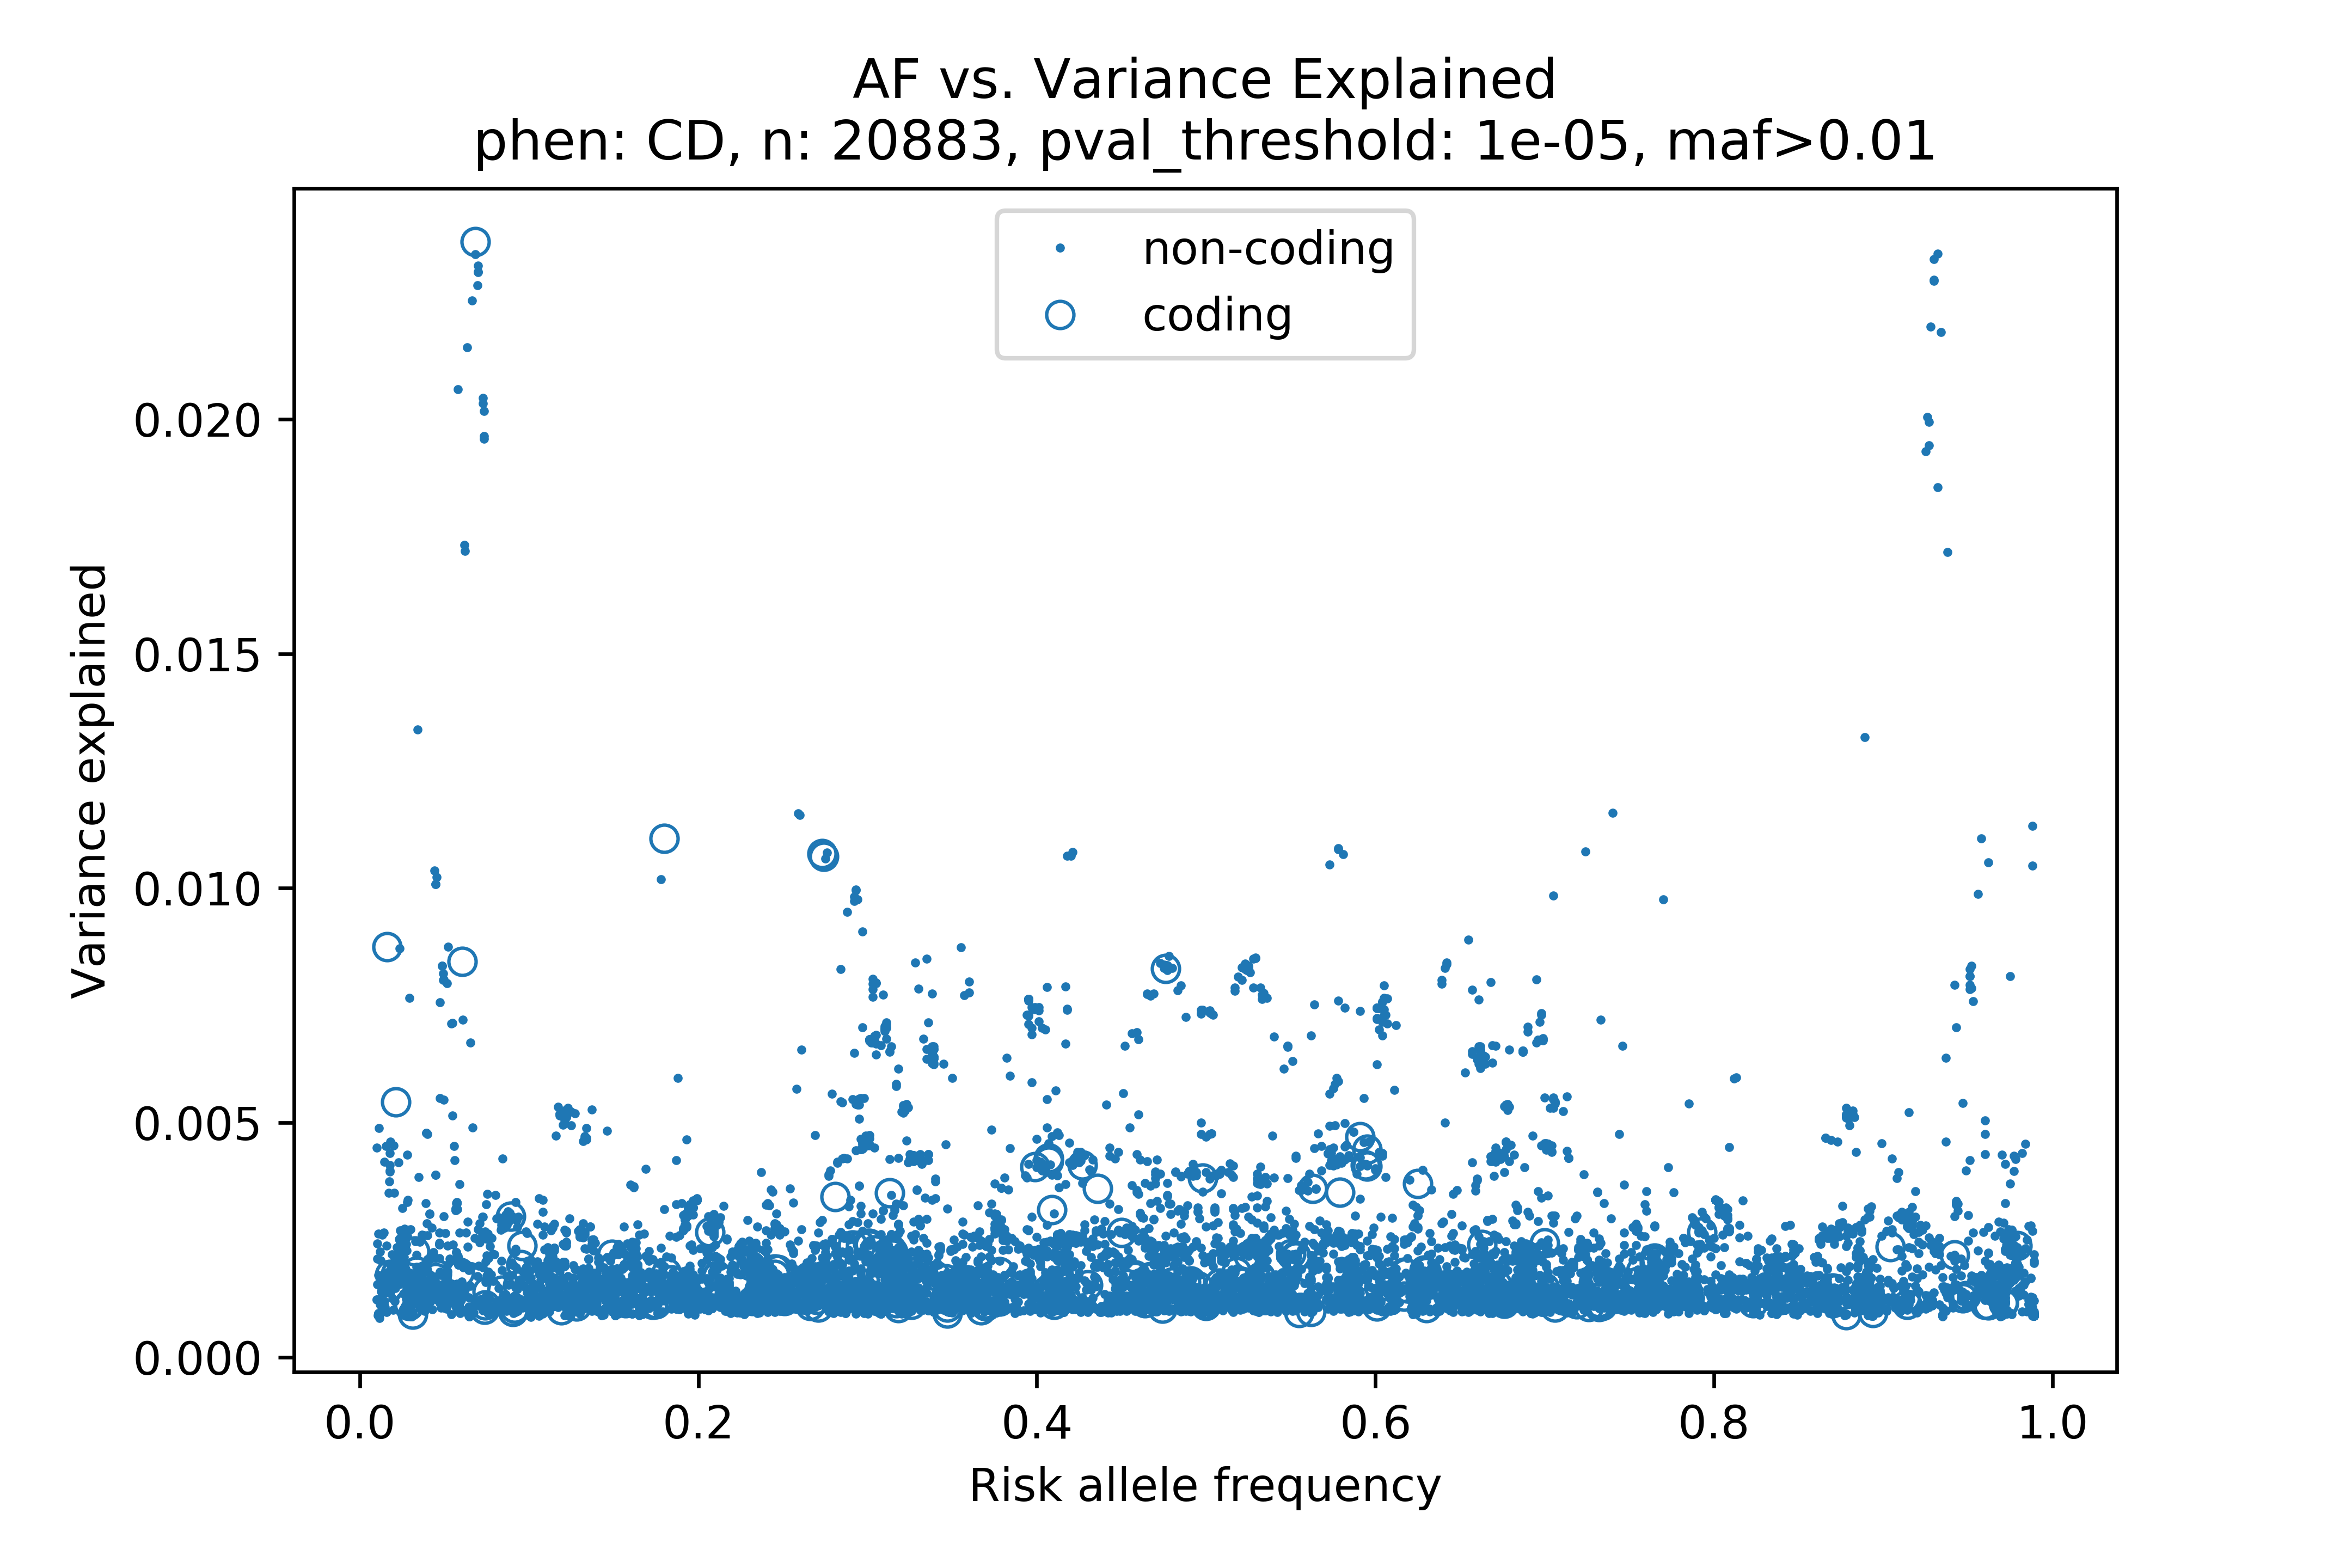 AF vs. Variance Explained
phen: CD, n: 20883, pval_threshold: 1e-05, maf>0.01
non-coding
coding
0.020
0.015
0.010
0.005
0.000
Variance explained
0.0 0.2 0.4 0.6 0.8 1.0
Risk allele frequency